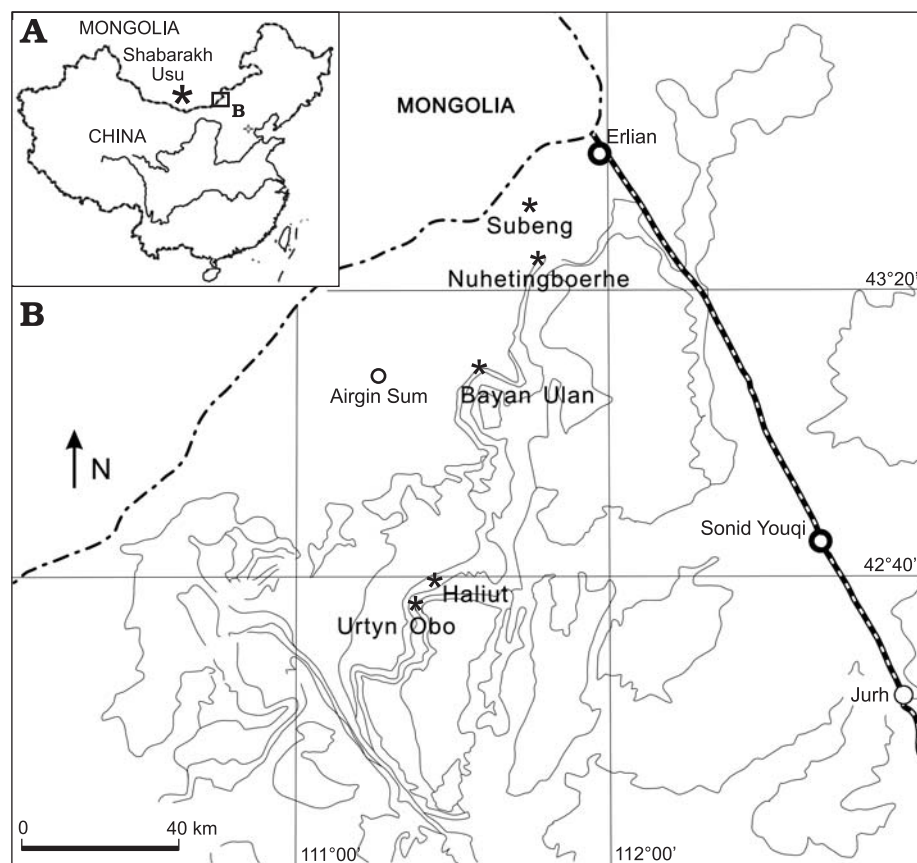 A
MONGOLIA
Shabarakh
Usu
B
CHINA
MONGOLIA
Erlian
Subeng
Nuhetingboerhe
43°20'
B
Airgin Sum
Bayan Ulan
N
Sonid Youqi
42°40'
Haliut
Urtyn Obo
Jurh
0 40 km
111°00' 112°00'